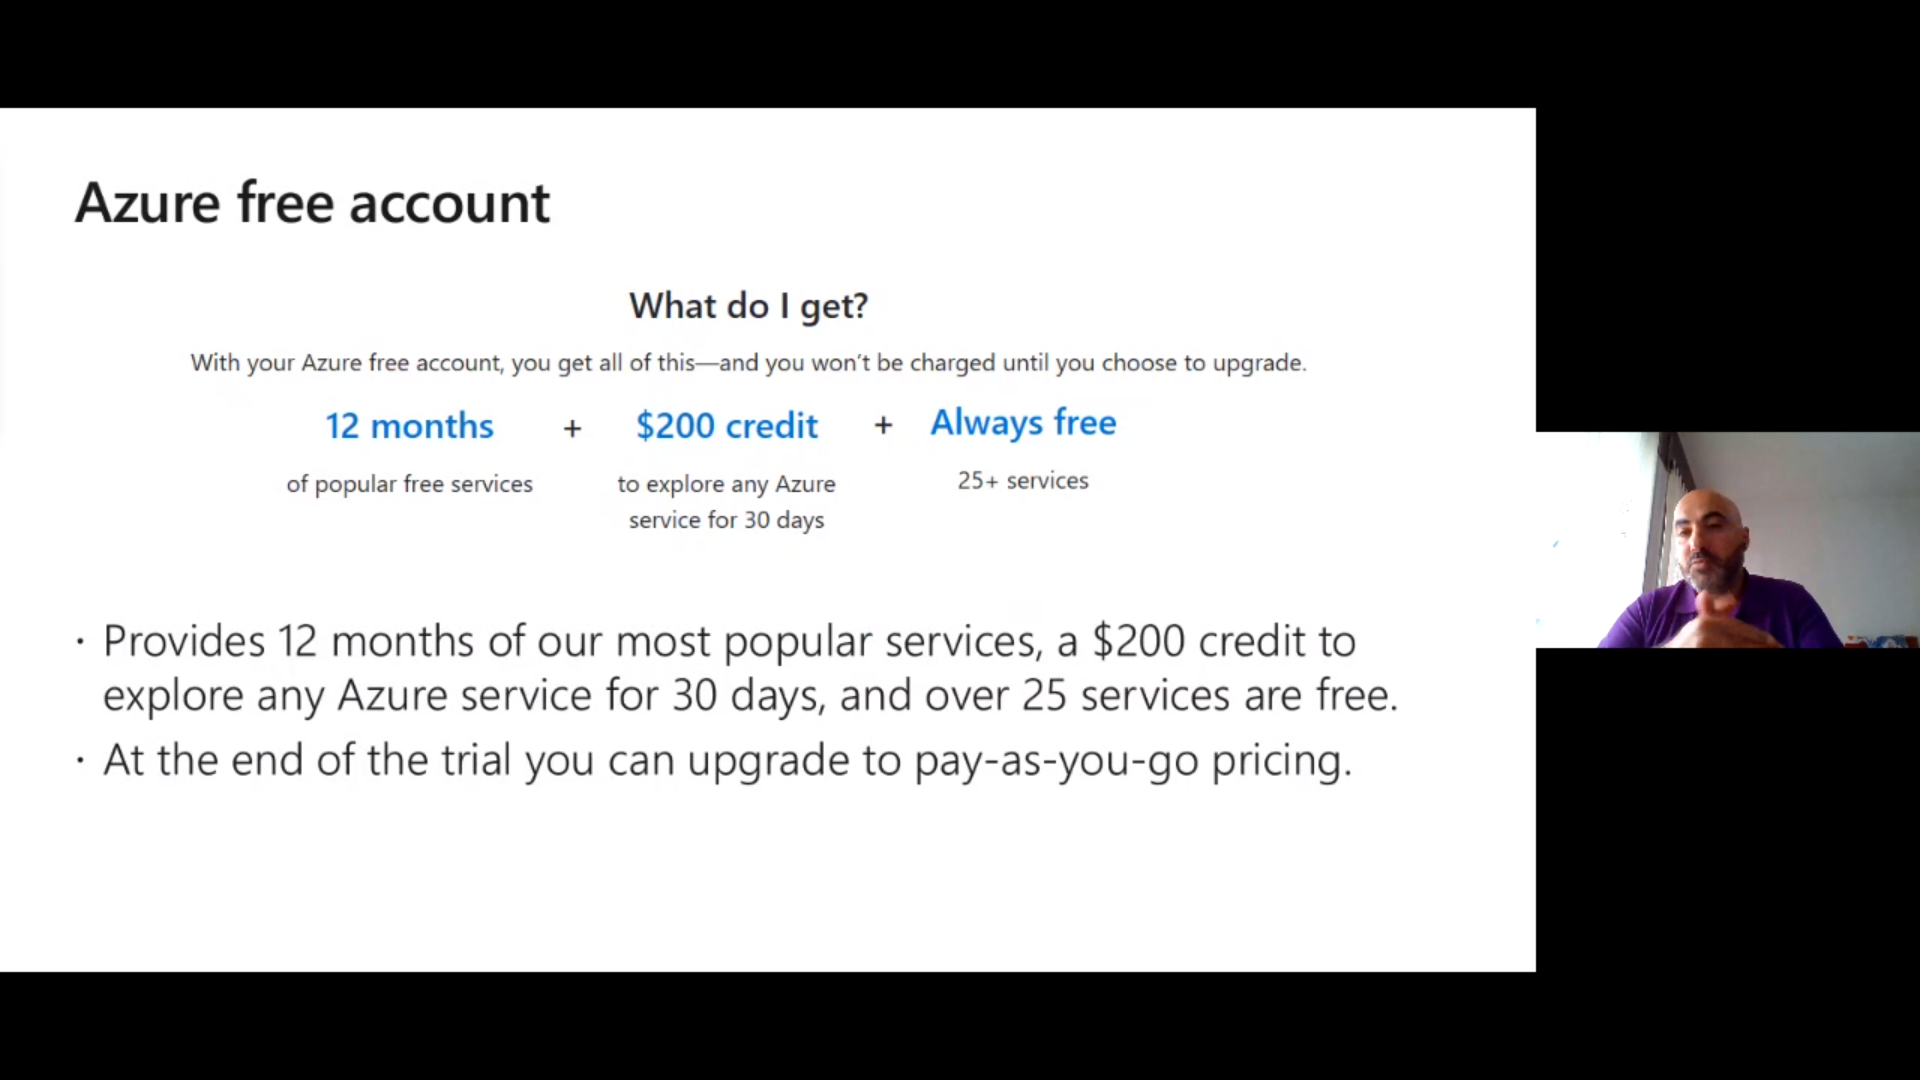 Azure free account
What do I get?
With your Azure free account, you get all of this—and you won't be charged until you choose to upgrade.
12 months + $200 credit + Always free
of popular free services to explore any Azure 25+ services
service for 30 days
· Provides 12 months of our most popular services, a $200 credit to
explore any Azure service for 30 days, and over 25 services are free.
· At the end of the trial you can upgrade to pay-as-you-go pricing.